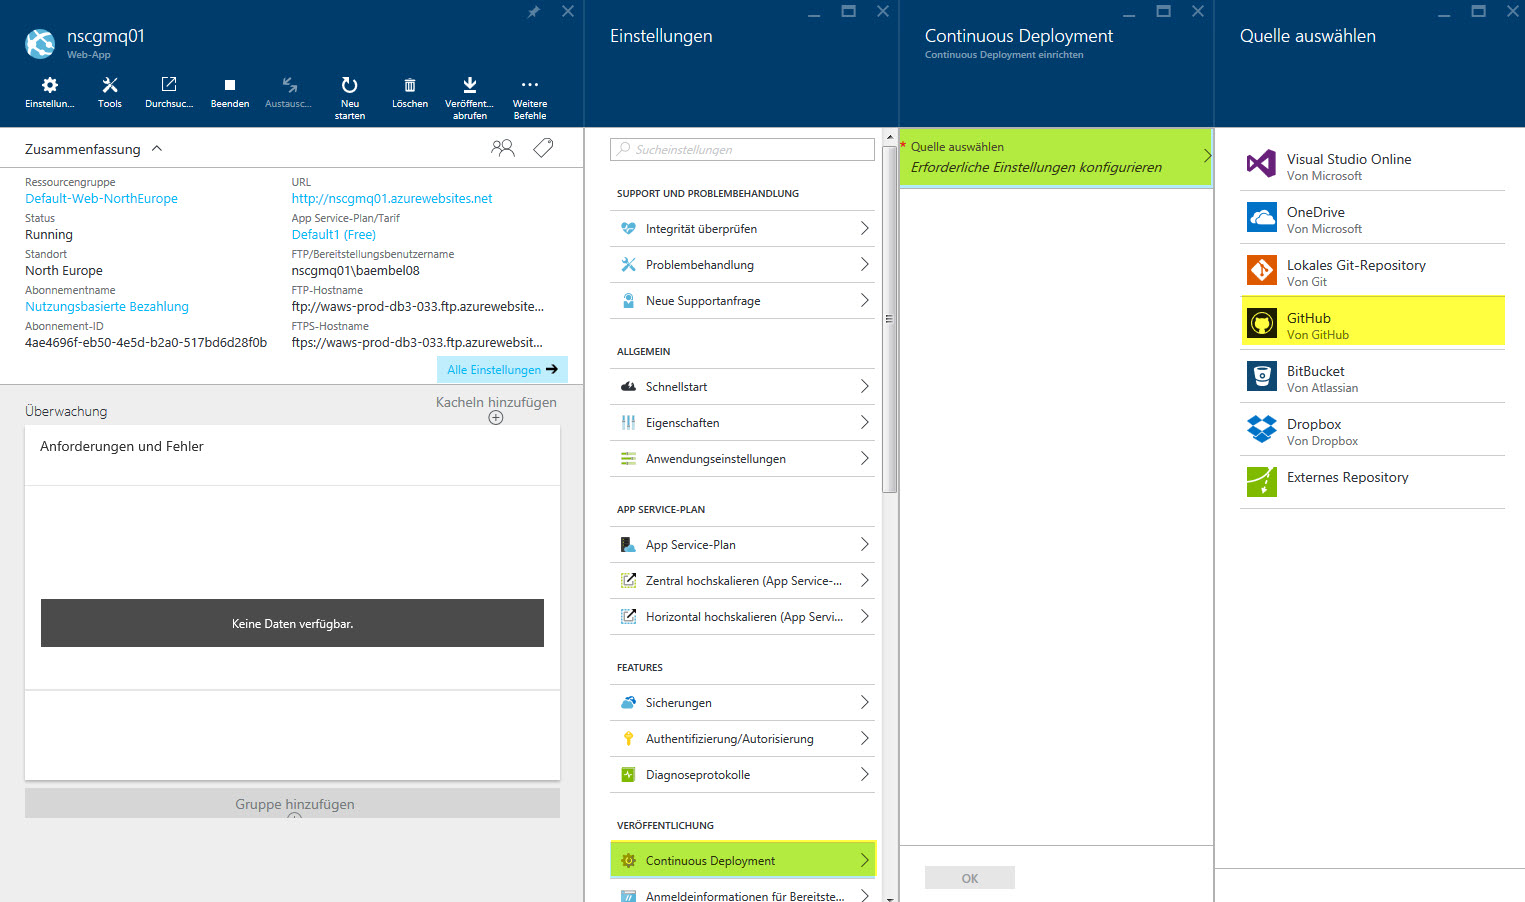 nscgmq01
Web-App
Einstellun...
Tools
Durchsuc...
Beenden
Austausc...
Neu
starten
Löschen
Veröffent...
abrufen
Weitere
Befehle
Zusammenfassung
Ressourcengruppe
Default-Web-NorthEurope
Status
Running
Standort
North Europe
Abonnementname
Nutzungsbasierte Bezahlung
Abonnement-ID
4ae4696f-eb50-4e5d-b2a0-517bd6d28f0b
URL
http://nscgmq01.azurewebsites.net
App Service-Plan/Tarif
Default1 (Free)
FTP/Bereitstellungsbenutzername
nscgmq01\baembel08
FTP-Hostname
ftp://waws-prod-db3-033.ftp.azurewebsite...
FTPS-Hostname
ftps://waws-prod-db3-033.ftp.azurewebsit...
Alle Einstellungen
Überwachung
Kacheln hinzufügen
Anforderungen und Fehler
Keine Daten verfügbar.
Gruppe hinzufügen
Einstellungen
Sucheinstellungen
SUPPORT UND PROBLEMBEHANDLUNG
Integrität überprüfen
Problembehandlung
Neue Supportanfrage
ALLGEMEIN
Schnellstart
Eigenschaften
Anwendungseinstellungen
APP SERVICE-PLAN
App Service-Plan
Zentral hochskalieren (App Service-...
Horizontal hochskalieren (App Servi...
FEATURES
Sicherungen
Authentifizierung/Autorisierung
Diagnoseprotokolle
VERÖFFENTLICHUNG
Continuous Deployment
Anmeldeinformationen für Bereitste...
Continuous Deployment
Continuous Deployment einrichten
* Quelle auswählen
Erforderliche Einstellungen konfigurieren
OK
Quelle auswählen
Visual Studio Online
Von Microsoft
OneDrive
Von Microsoft
Lokales Git-Repository
Von Git
GitHub
Von GitHub
BitBucket
Von Atlassian
Dropbox
Von Dropbox
Externes Repository